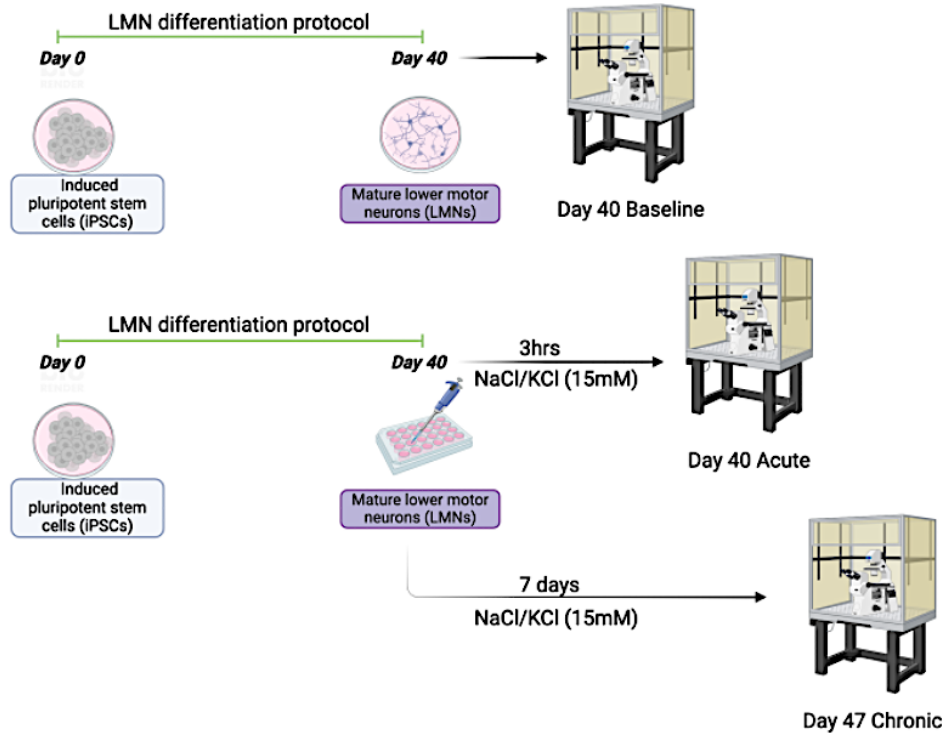 LMN differentiation protocol
Day 0
Day 40
Induced
pluripotent stem
cells (iPSCs)
Mature lower motor
neurons (LMNs)
Day 40 Baseline
LMN differentiation protocol
Day 0
Day 40
3hrs
NaCl/KCl (15mM)
Induced
pluripotent stem
cells (iPSCs)
Mature lower motor
neurons (LMNs)
Day 40 Acute
7 days
NaCl/KCl (15mM)
Day 47 Chronic